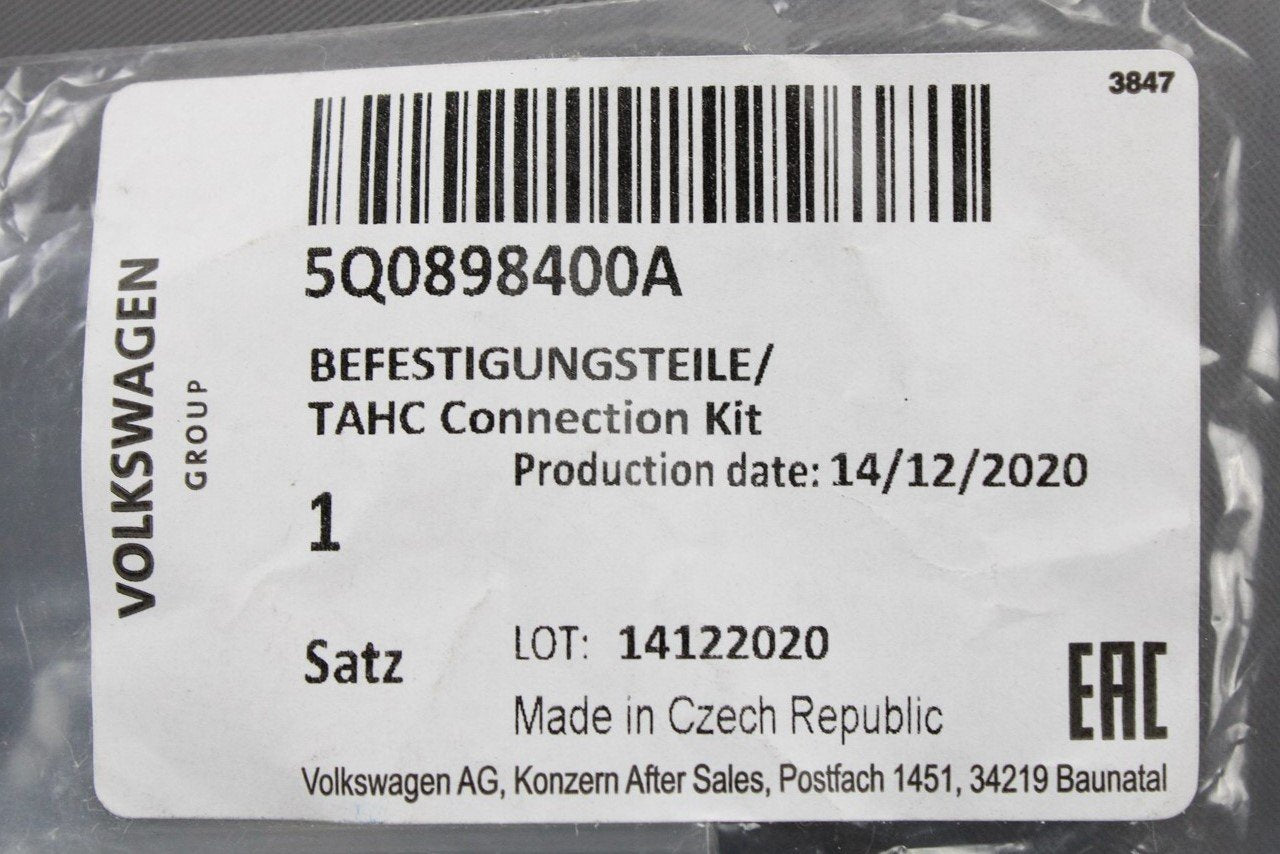 3847
VOLKSWAGEN
GROUP
5Q0898400A
BEFESTIGUNGSTEILE/
TAHC Connection Kit
Production date: 14/12/2020
1
Satz
LOT: 14122020
Made in Czech Republic
EAC
Volkswagen AG, Konzern After Sales, Postfach 1451, 34219 Baunatal